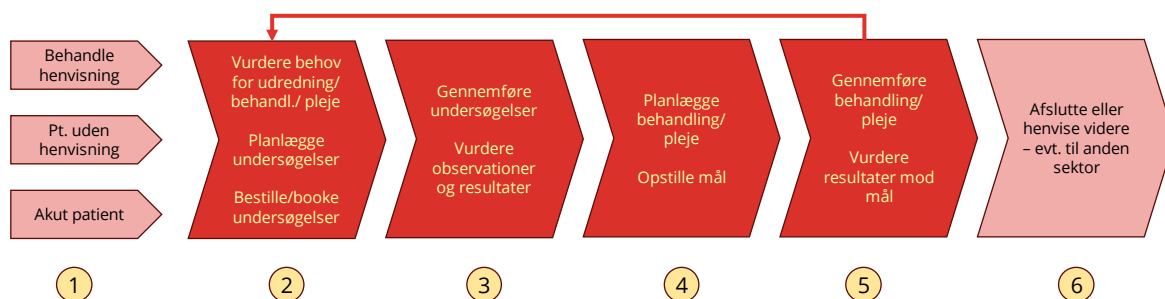 Behandle
henvisning
Pt. uden
henvisning
Akut patient
Vurdere behov
for udredning/
behandl./ pleje
Planlægge
undersøgelser
Bestille/booke
undersøgelser
Gennemføre
undersøgelser
Vurdere
observationer
og resultater
Planlægge
behandling/
pleje
Opstille mål
Gennemføre
behandling/
pleje
Vurdere
resultater mod
mål
Afslutte eller
henvise videre
– evt. til anden
sektor
1
2
3
4
5
6